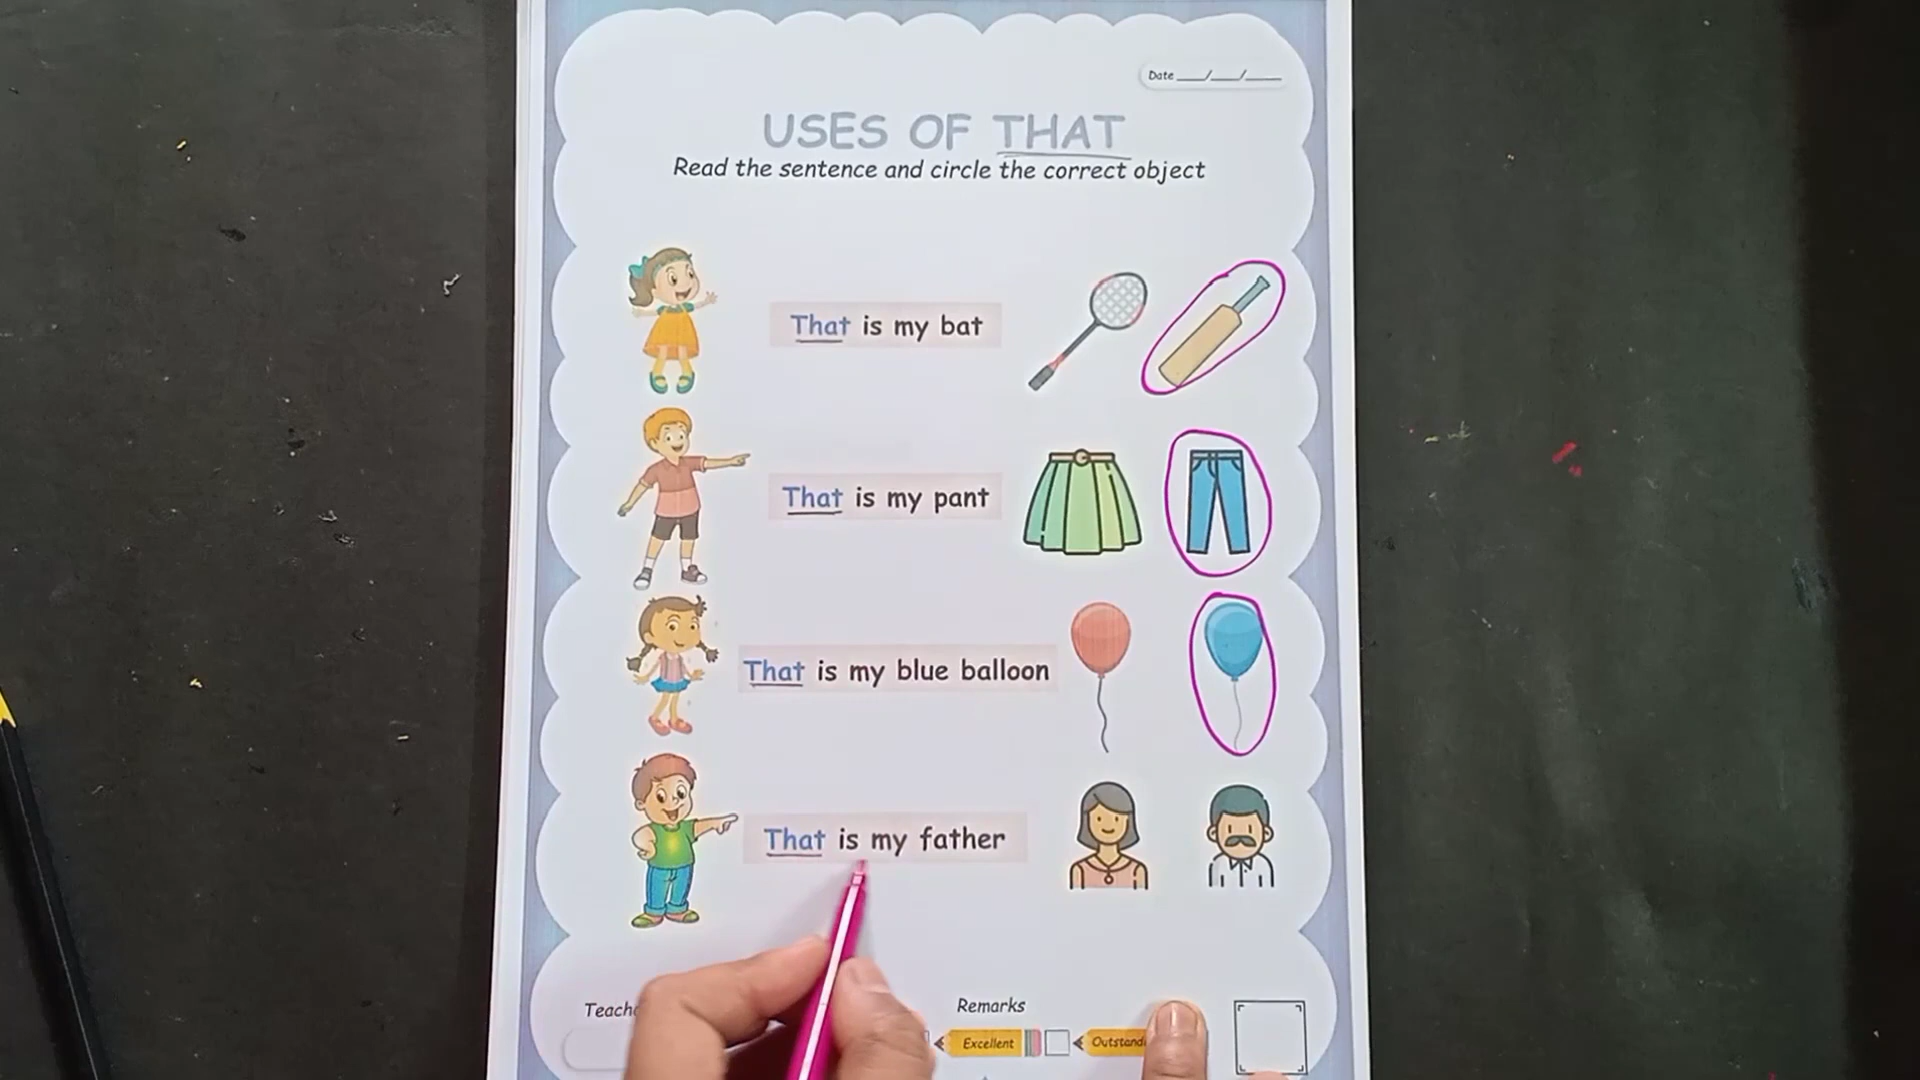 Date ___/___/___
USES OF THAT
Read the sentence and circle the correct object
That is my bat
That is my pant
That is my blue balloon
That is my father
Remarks
Excellent